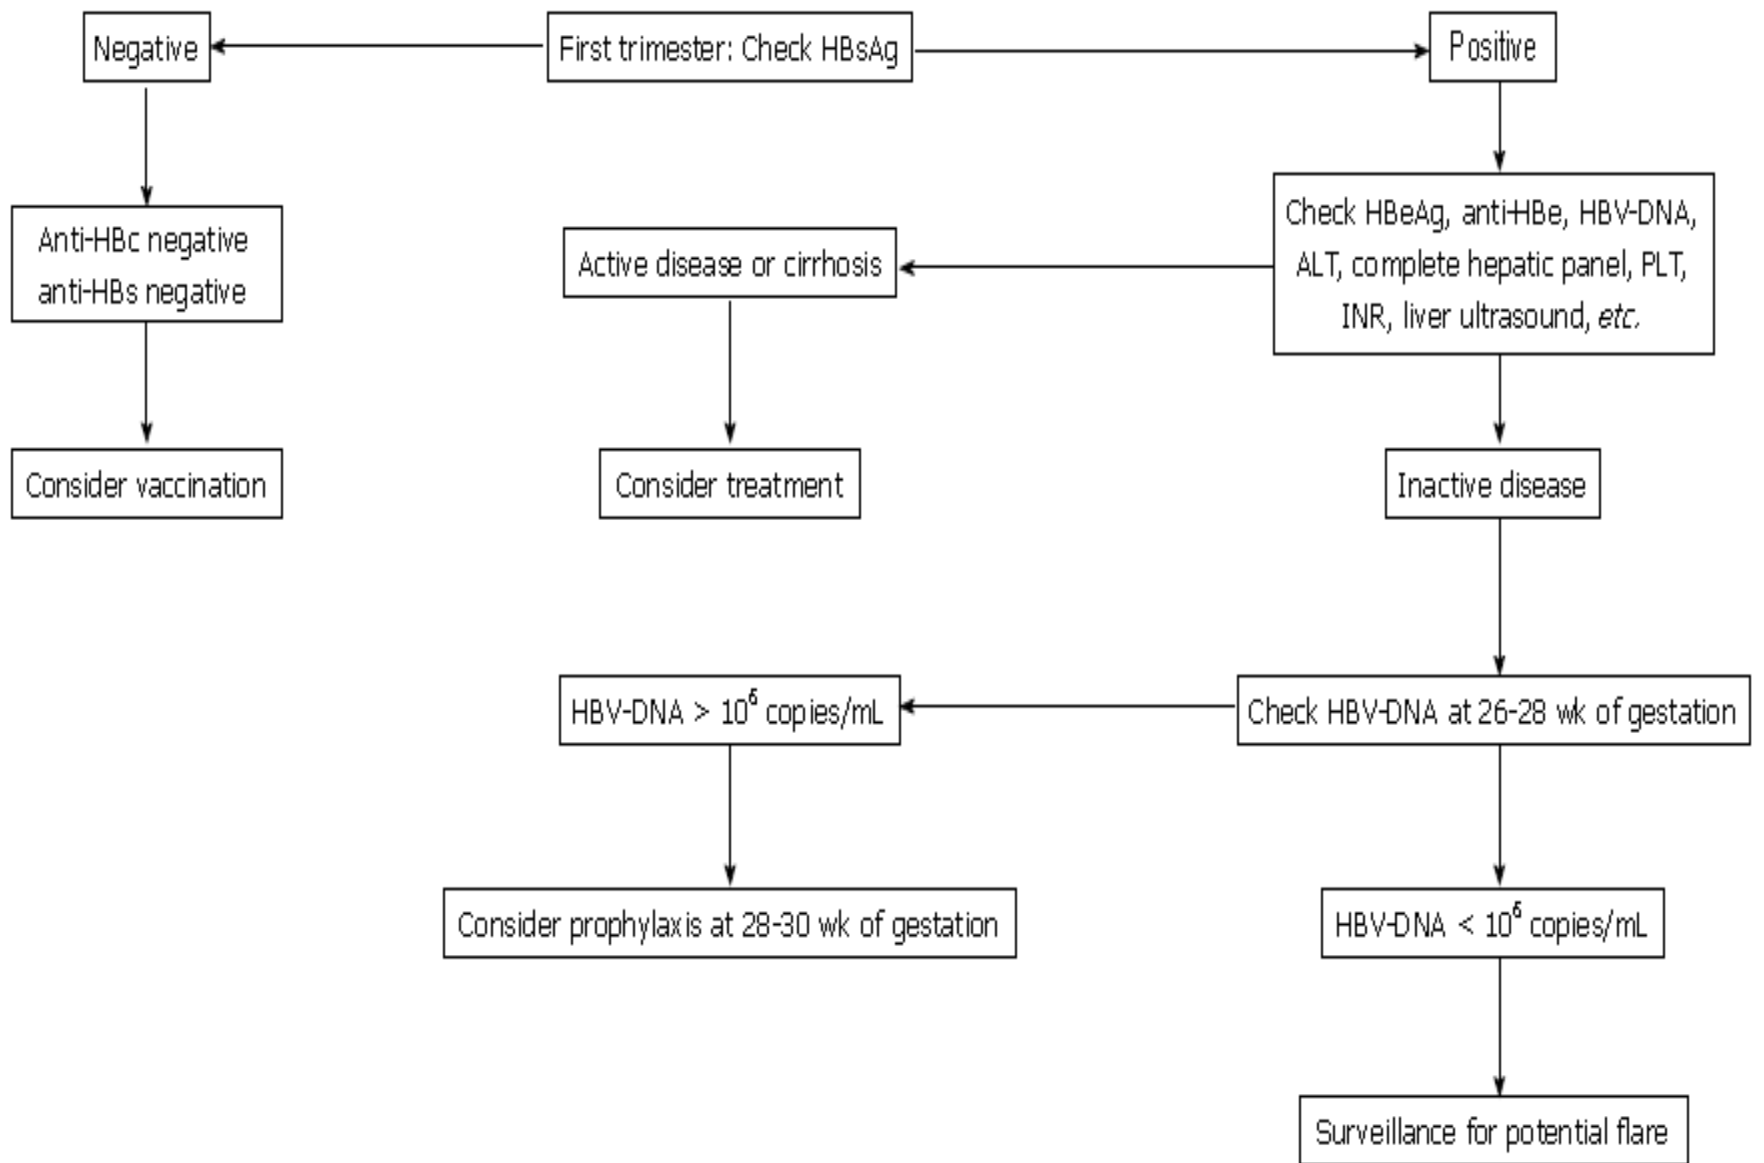 Negative
First trimester: Check HBsAg
Positive
Anti-HBc negative
anti-HBs negative
Active disease or cirrhosis
Check HBeAg, anti-HBe, HBV-DNA,
ALT, complete hepatic panel, PLT,
INR, liver ultrasound, etc.
Consider vaccination
Consider treatment
Inactive disease
HBV-DNA > 10⁶ copies/mL
Check HBV-DNA at 26-28 wk of gestation
Consider prophylaxis at 28-30 wk of gestation
HBV-DNA < 10⁶ copies/mL
Surveillance for potential flare